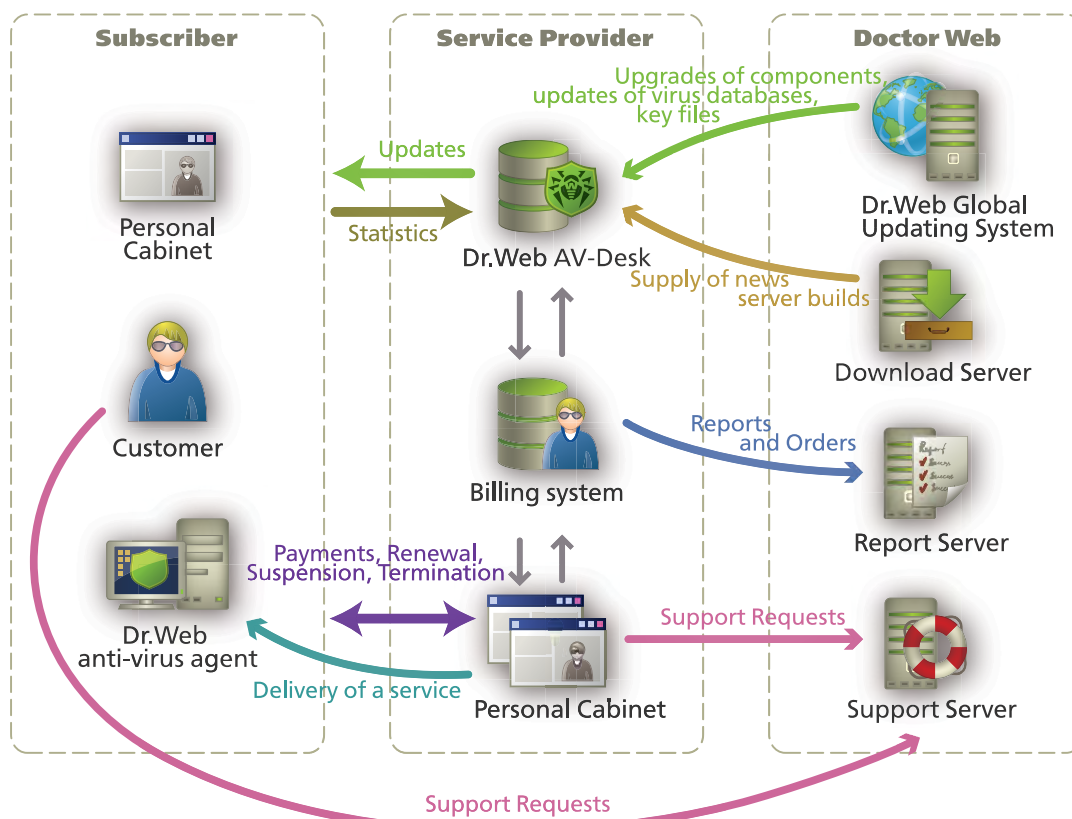 Subscriber
Service Provider
Doctor Web
Upgrades of components,
updates of virus databases,
key files
Updates
Statistics
Personal
Cabinet
Dr.Web AV-Desk
Dr.Web Global
Updating System
Supply of news
server builds
Download Server
Customer
Reports
and Orders
Billing system
Report
Report Server
Payments, Renewal,
Suspension, Termination
Dr.Web
anti-virus agent
Support Requests
Delivery of a service
Personal Cabinet
Support Server
Support Requests